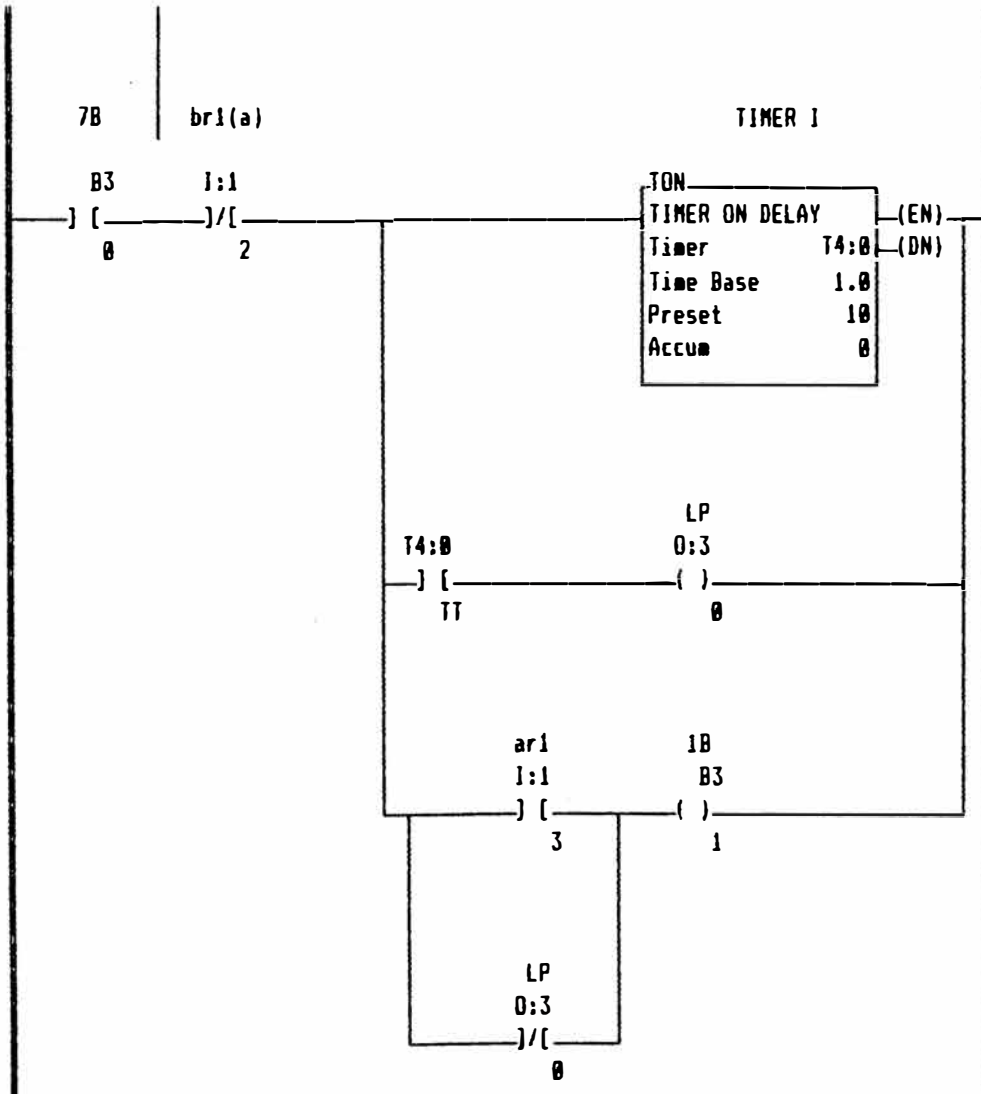 7B br1(a) TIMER I
B3 I:1 TON
] [ ]/[ TIMER ON DELAY (EN)
0 2 Timer T4:0 (DN)
Time Base 1.0
Preset 10
Accum 0
LP
T4:0 O:3
] [ ( )
TT 0
ar1 1B
I:1 B3
] [ ( )
3 1
LP
O:3
]/[
0